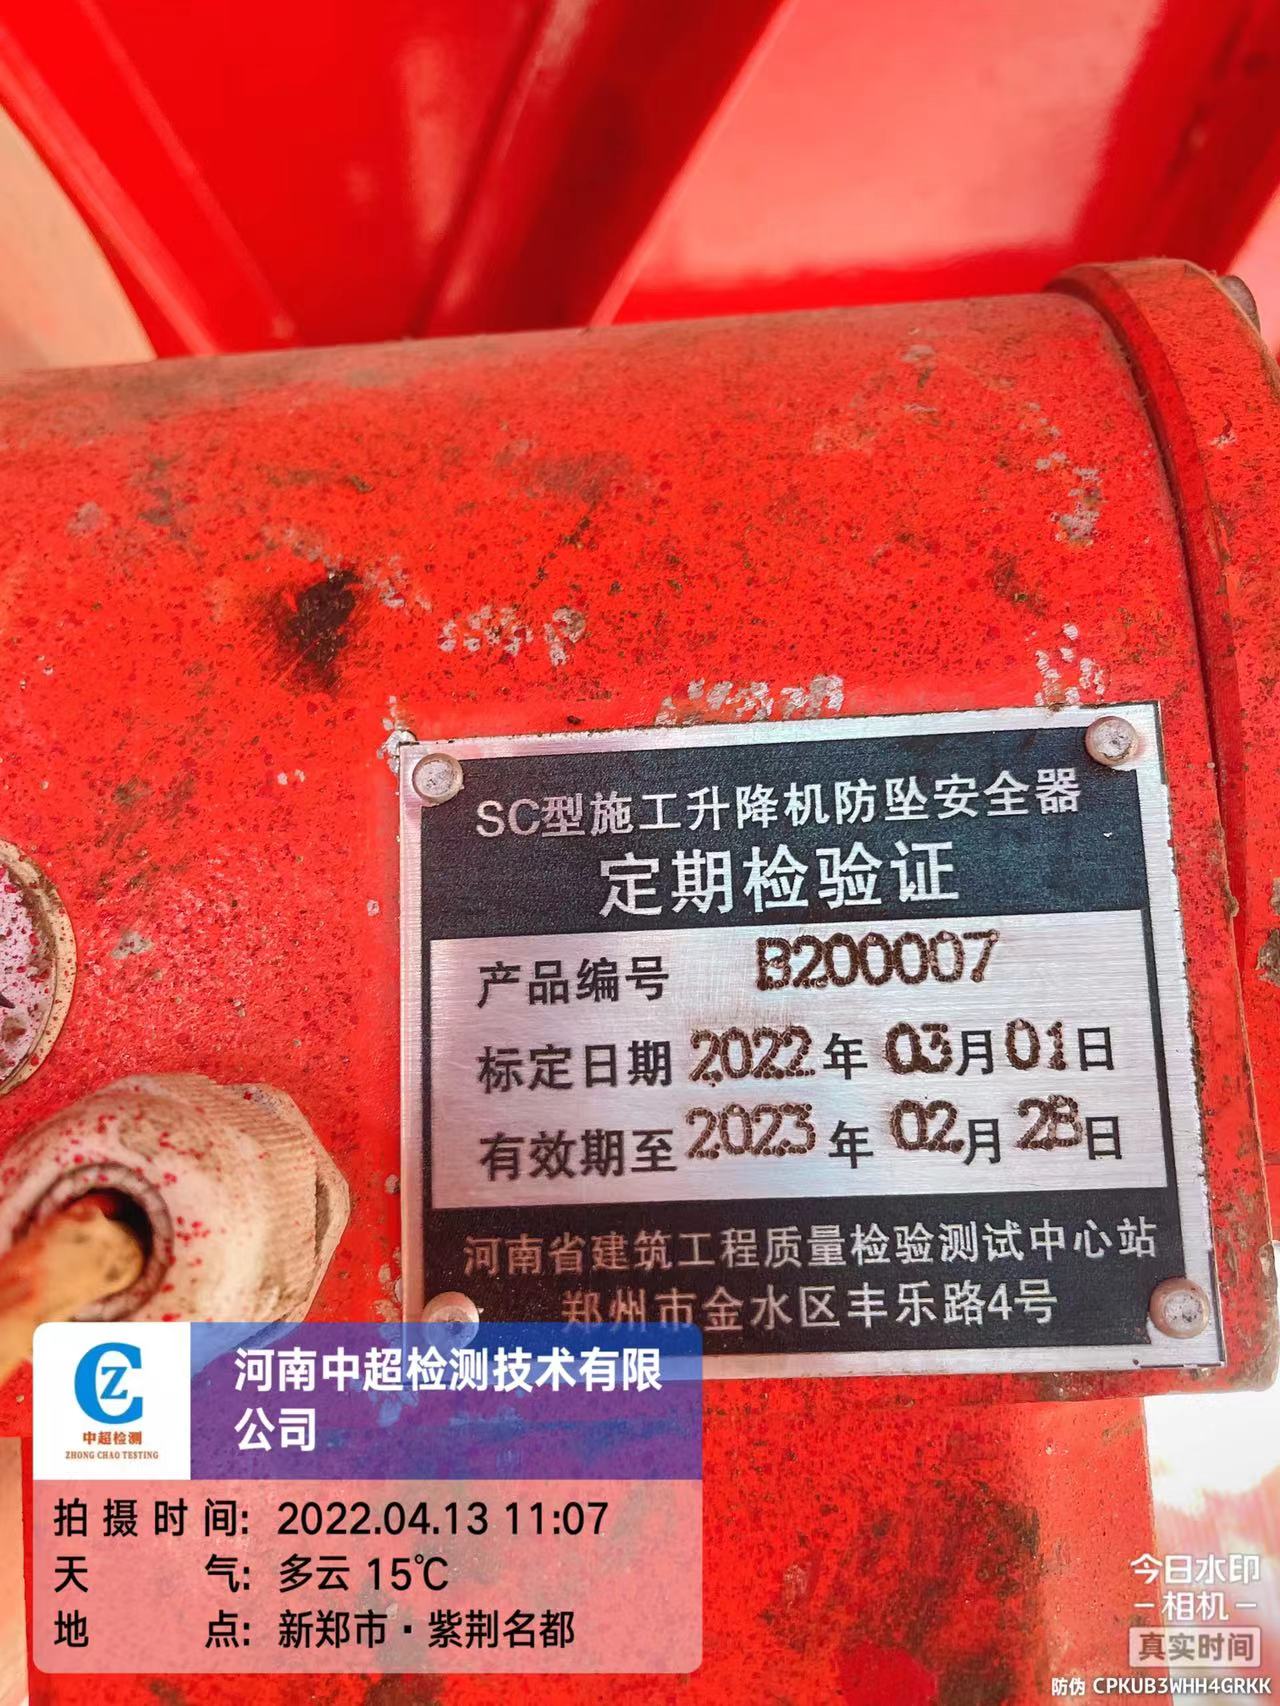 SC型施工升降机防坠安全器
定期检验证
产品编号 B200007
标定日期 2022年 03月01日
有效期至 2023年 02月28日
河南省建筑工程质量检验测试中心站
郑州市金水区丰乐路4号
CZ
中超检测
ZHONG CHAO TESTING
河南中超检测技术有限
公司
拍摄时间: 2022.04.13 11:07
天气: 多云 15℃
地点: 新郑市·紫荆名都
今日水印
-相机-
真实时间
防伪 CPKUB3WHH4GRKK